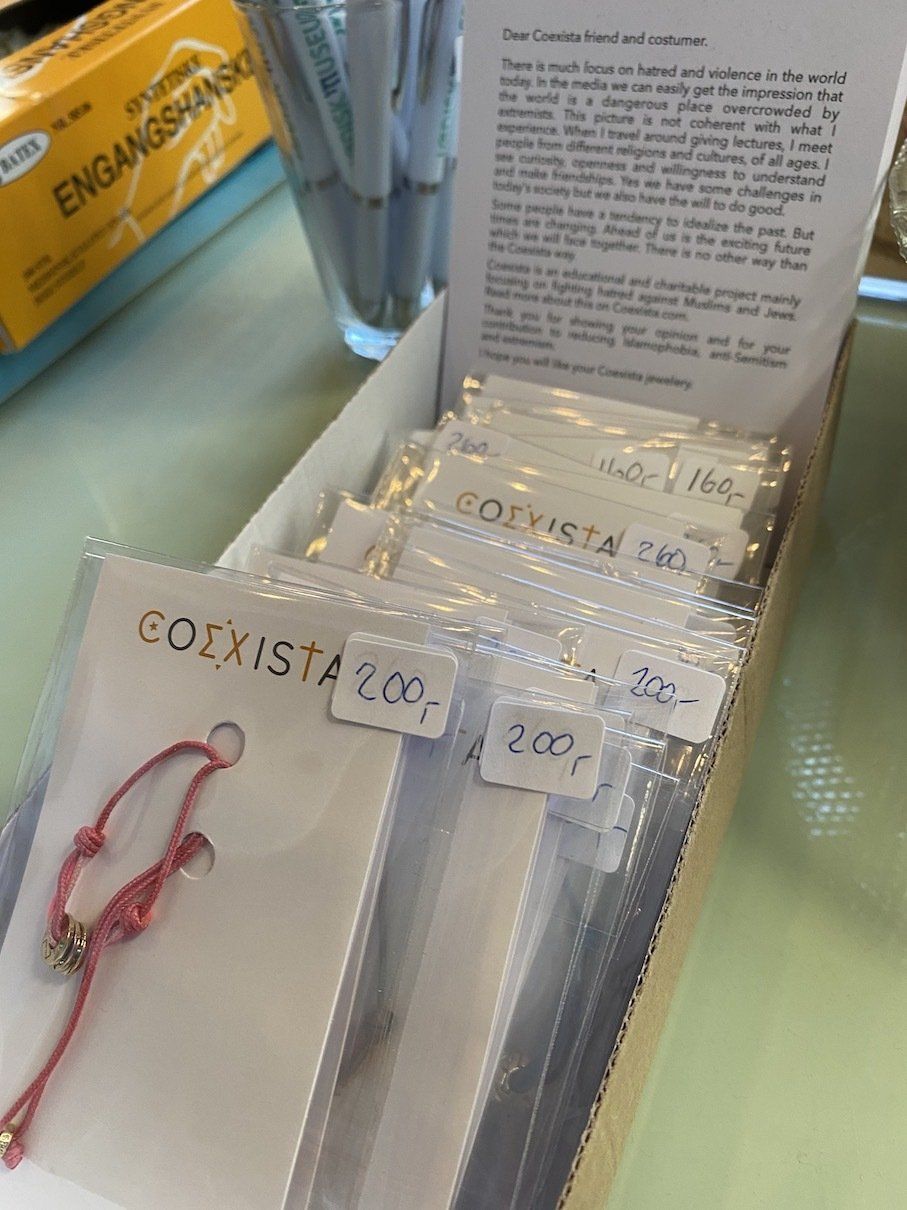 BATEX
SYNTETISK
ENGANGSHANSKE
MUSEUM
Dear Coexista friend and costumer.
There is much focus on hatred and violence in the world
today. In the media we can easily get the impression that
the world is a dangerous place overcrowded by
extremists. This picture is not coherent with what I
experience. When I travel around giving lectures, I meet
people from different religions and cultures, of all ages. I
see curiosity, openness and willingness to understand
and make friendships. Yes we have some challenges in
today's society but we also have the will to do good.
Some people have a tendency to idealize the past. But
times are changing. Ahead of us is the exciting future
which we will face together. There is no other way than
the Coexista way.
Coexista is an educational and charitable project mainly
focusing on fighting hatred against Muslims and Jews.
Read more about this on Coexista.com.
Thank you for showing your opinion and for your
contribution to reducing Islamophobia, anti-Semitism
and extremism.
I hope you will like your Coexista jewelery.
260,-
160,-
160,-
COEXISTA
260,-
COEXISTA
200,-
200,-
200,-